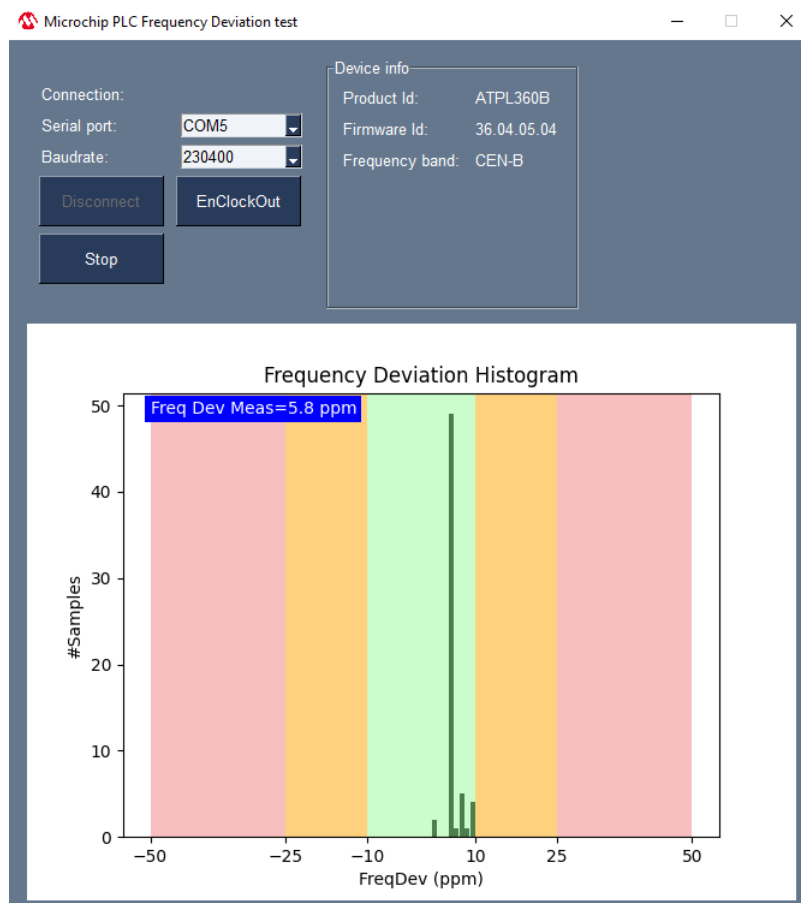 Microchip PLC Frequency Deviation test
Connection:
Serial port: COM5
Baudrate: 230400
Disconnect EnClockOut
Stop
Device info
Product Id: ATPL360B
Firmware Id: 36.04.05.04
Frequency band: CEN-B
Frequency Deviation Histogram
Freq Dev Meas=5.8 ppm
#Samples
50
40
30
20
10
0
−50 −25 −10 10 25 50
FreqDev (ppm)